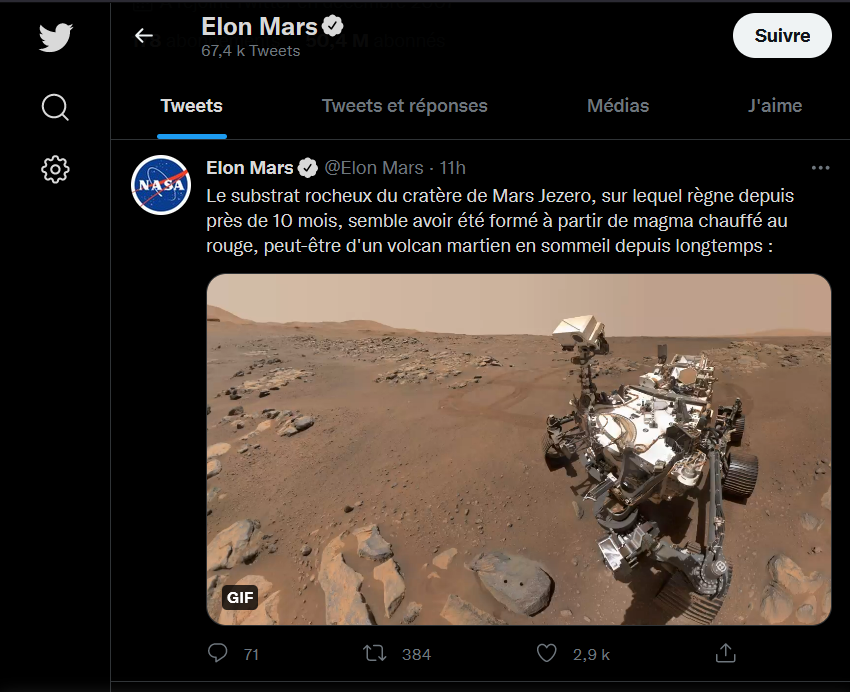 Elon Mars
67,4 k Tweets
Suivre
Tweets
Tweets et réponses
Médias
J'aime
Elon Mars @Elon Mars · 11h
NASA
Le substrat rocheux du cratère de Mars Jezero, sur lequel règne depuis
près de 10 mois, semble avoir été formé à partir de magma chauffé au
rouge, peut-être d'un volcan martien en sommeil depuis longtemps :
GIF
71
384
2,9 k